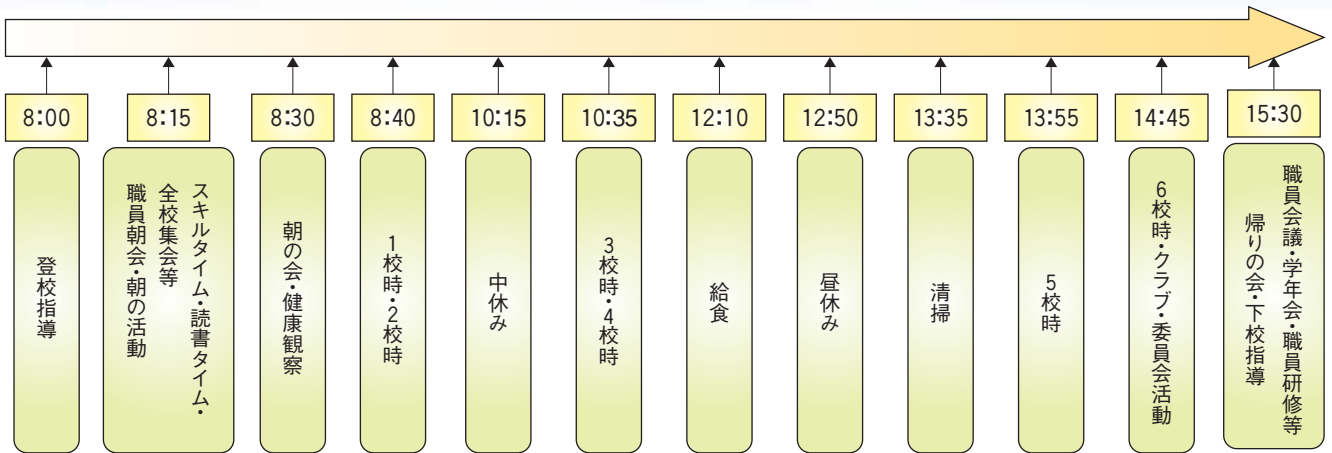 8:00
8:15
8:30
8:40
10:15
10:35
12:10
12:50
13:35
13:55
14:45
15:30
登校指導
スキルタイム・読書タイム・
全校集会等
職員朝会・朝の活動
朝の会・健康観察
1校時・2校時
中休み
3校時・4校時
給食
昼休み
清掃
5校時
6校時・クラブ・委員会活動
職員会議・学年会・職員研修等
帰りの会・下校指導